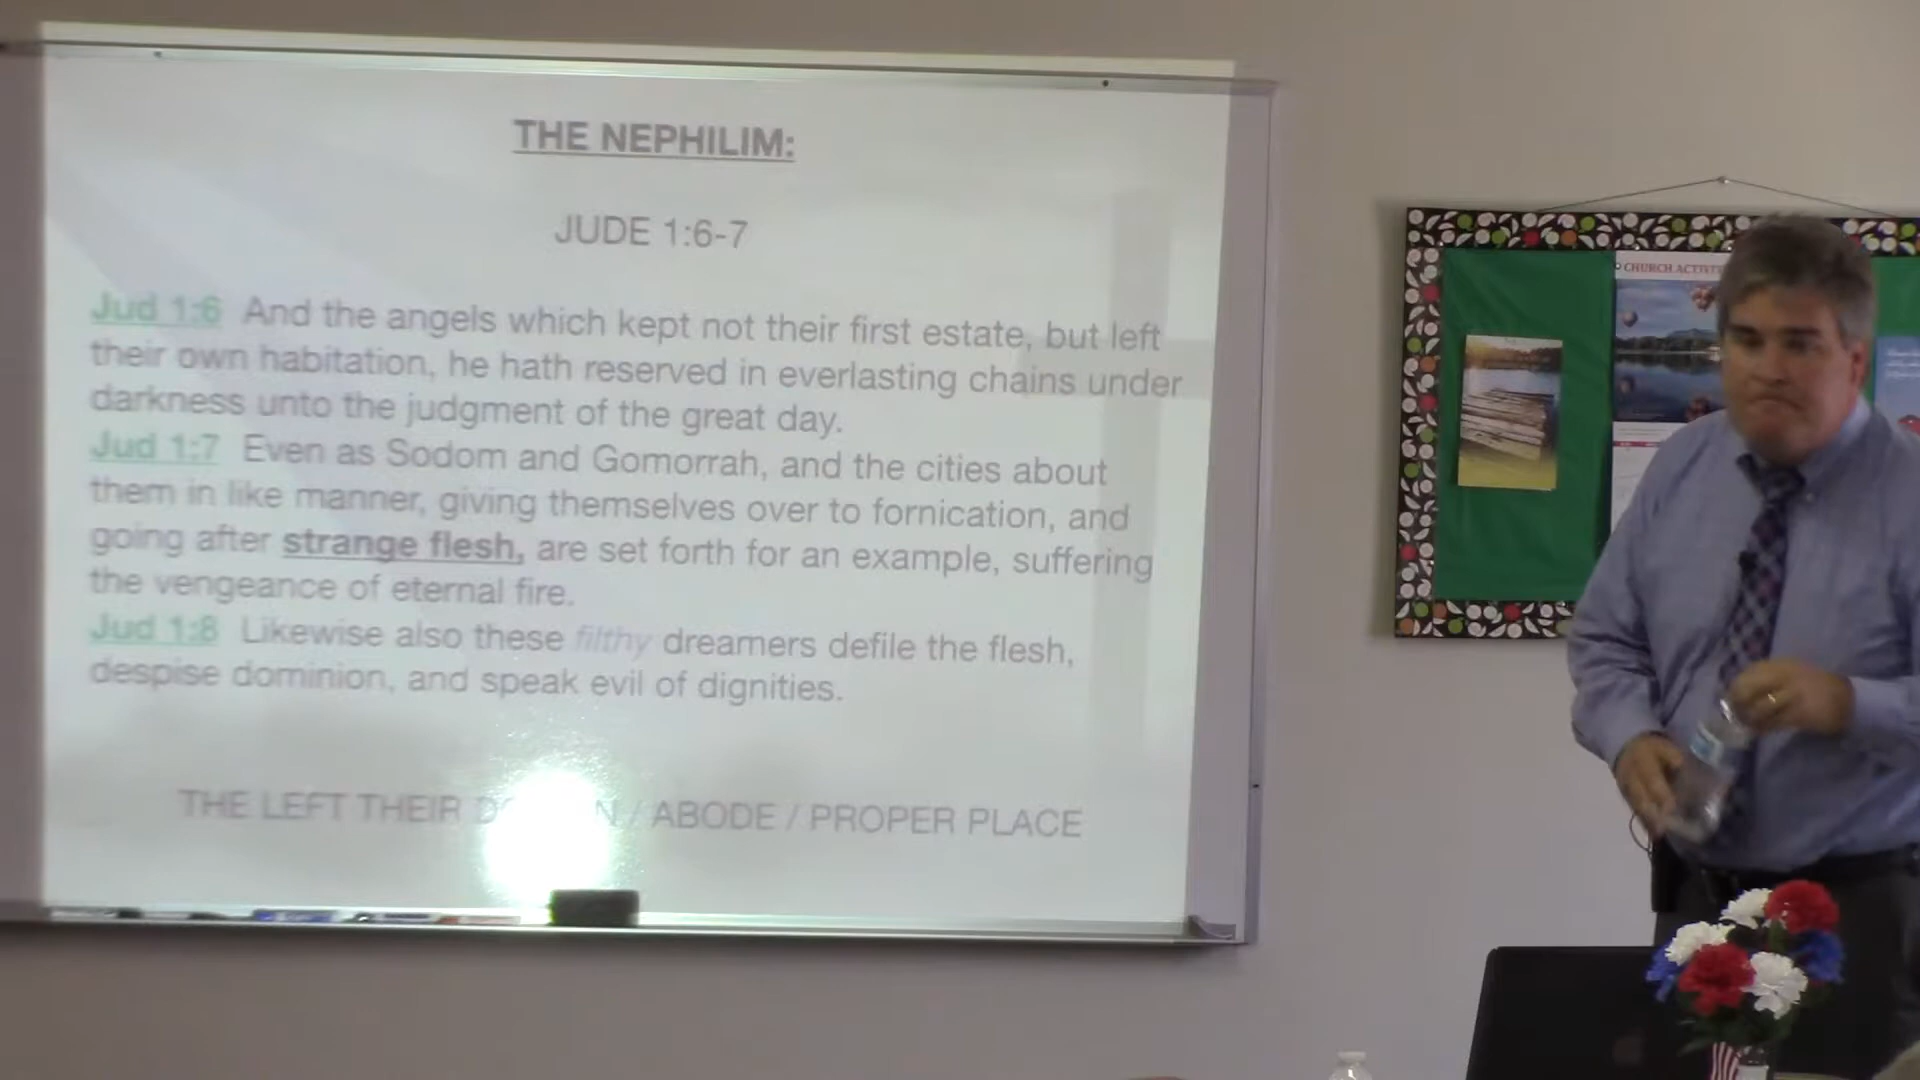 THE NEPHILIM:
JUDE 1:6-7
Jud 1:6 And the angels which kept not their first estate, but left
their own habitation, he hath reserved in everlasting chains under
darkness unto the judgment of the great day.
Jud 1:7 Even as Sodom and Gomorrah, and the cities about
them in like manner, giving themselves over to fornication, and
going after strange flesh, are set forth for an example, suffering
the vengeance of eternal fire.
Jud 1:8 Likewise also these filthy dreamers defile the flesh,
despise dominion, and speak evil of dignities.
THE LEFT THEIR / ABODE / PROPER PLACE
CHURCH